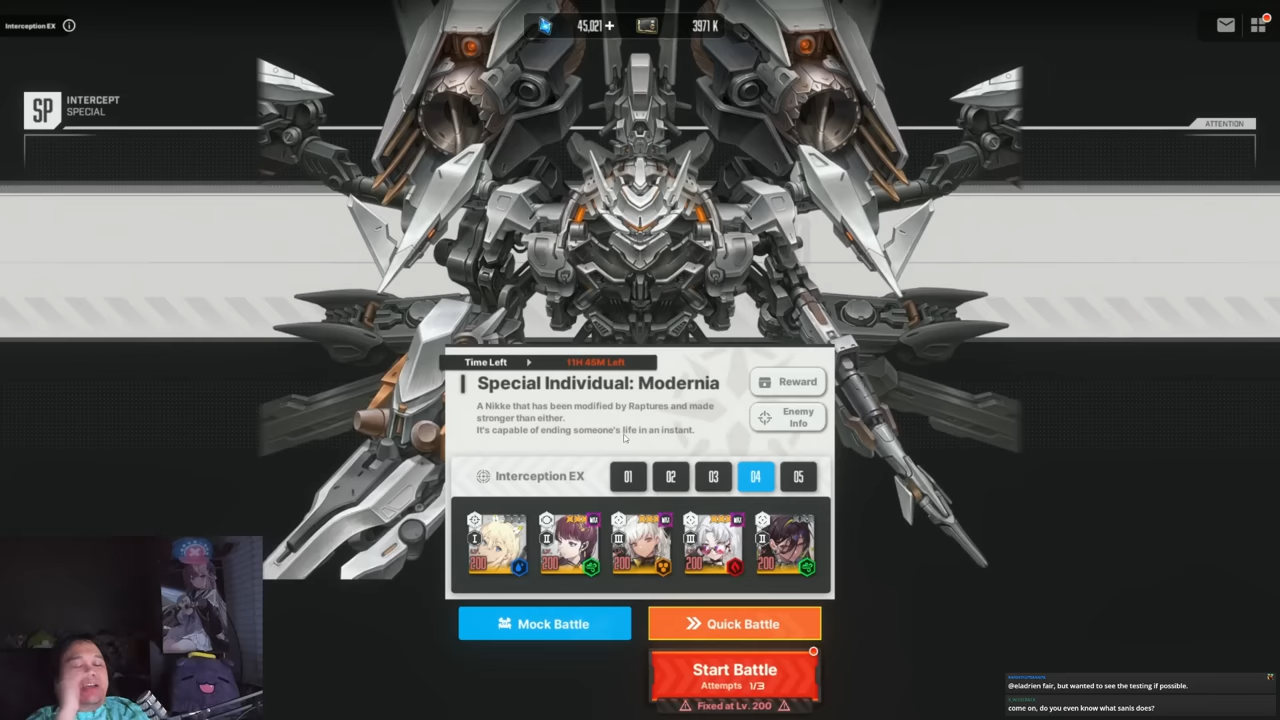 Interception EX
45,021 +
3971 K
SP
INTERCEPT
SPECIAL
ATTENTION
Time Left
11H 45M Left
Special Individual: Modernia
Reward
A Nikke that has been modified by Raptures and made
stronger than either.
It's capable of ending someone's life in an instant.
Enemy
Info
Interception EX
01
02
03
04
05
I
200
II
200
III
200
III
200
II
200
Mock Battle
Quick Battle
Start Battle
Attempts 1/3
Fixed at Lv. 200
@eladrien fair, but wanted to see the testing if possible.
come on, do you even know what sanis does?